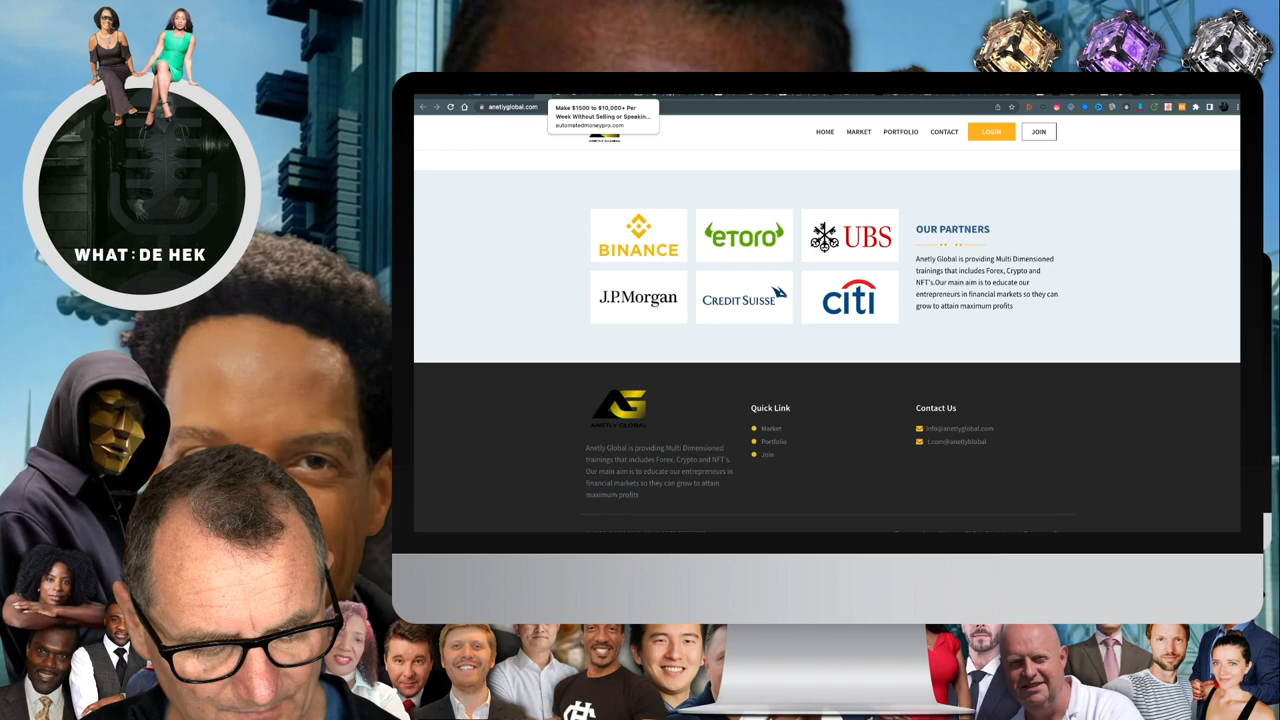 WHAT:DE HEK
anetlyglobal.com
Make $1500 to $10,000+ Per
Week Without Selling or Speakin...
automatedmoneypro.com
ANETLY GLOBAL
HOME
MARKET
PORTFOLIO
CONTACT
LOGIN
JOIN
BINANCE
eToro
UBS
J.P.Morgan
CREDIT SUISSE
citi
OUR PARTNERS
Anetly Global is providing Multi Dimensioned
trainings that includes Forex, Crypto and
NFT's.Our main aim is to educate our
entrepreneurs in financial markets so they can
grow to attain maximum profits
AG
ANETLY GLOBAL
Anetly Global is providing Multi Dimensioned
trainings that includes Forex, Crypto and NFT's.
Our main aim is to educate our entrepreneurs in
financial markets so they can grow to attain
maximum profits
Quick Link
Market
Portfolio
Join
Contact Us
Info@anetlyglobal.com
t.com@anetlyblobal